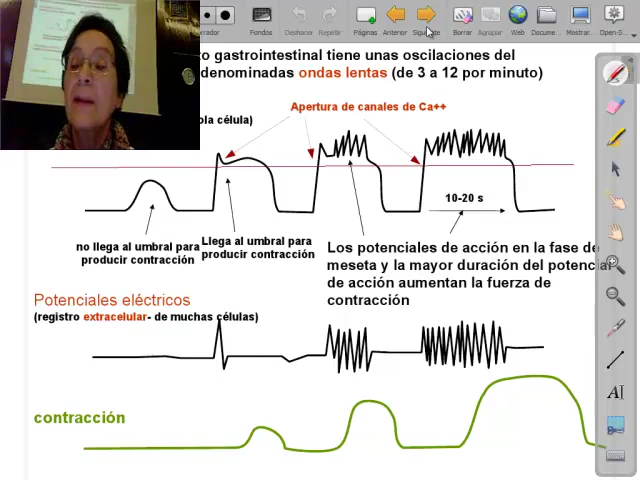 Fondos
Deshacer
Repetir
Páginas
Anterior
Siguiente
Borrar
Agrupar
Web
Docume...
Mostrar...
Open-S...
gastrointestinal tiene unas oscilaciones del
denominadas ondas lentas (de 3 a 12 por minuto)
Apertura de canales de Ca++
célula)
10-20 s
no llega al umbral para
producir contracción
Llega al umbral para
producir contracción
Los potenciales de acción en la fase de
meseta y la mayor duración del potencial
de acción aumentan la fuerza de
contracción
Potenciales eléctricos
(registro extracelular- de muchas células)
contracción